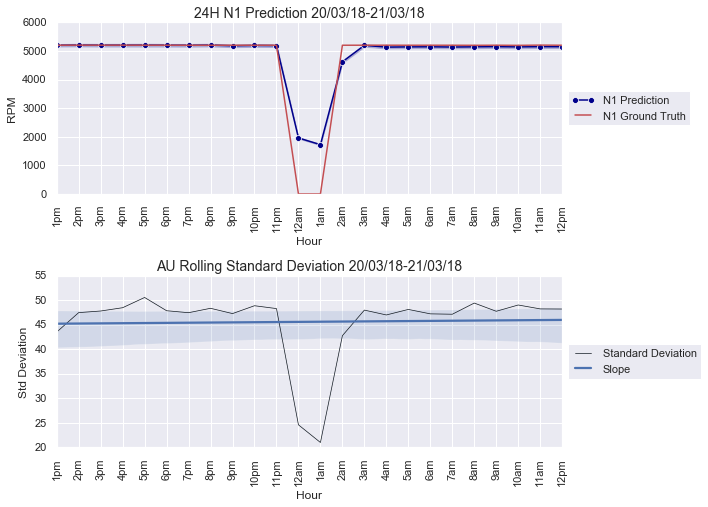 24H N1 Prediction 20/03/18-21/03/18
6000
5000
4000
3000
2000
1000
0
RPM
1pm 2pm 3pm 4pm 5pm 6pm 7pm 8pm 9pm 10pm 11pm 12am 1am 2am 3am 4am 5am 6am 7am 8am 9am 10am 11am 12pm
Hour
N1 Prediction
N1 Ground Truth
AU Rolling Standard Deviation 20/03/18-21/03/18
55
50
45
40
35
30
25
20
Std Deviation
1pm 2pm 3pm 4pm 5pm 6pm 7pm 8pm 9pm 10pm 11pm 12am 1am 2am 3am 4am 5am 6am 7am 8am 9am 10am 11am 12pm
Hour
Standard Deviation
Slope